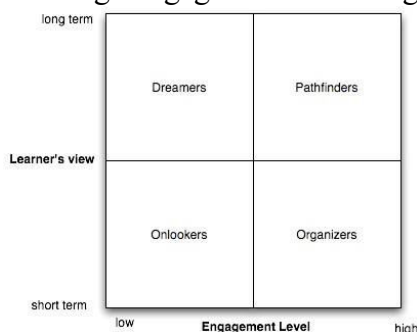 long term
Dreamers Pathfinders
Learner's view
Onlookers Organizers
short term
low Engagement Level high